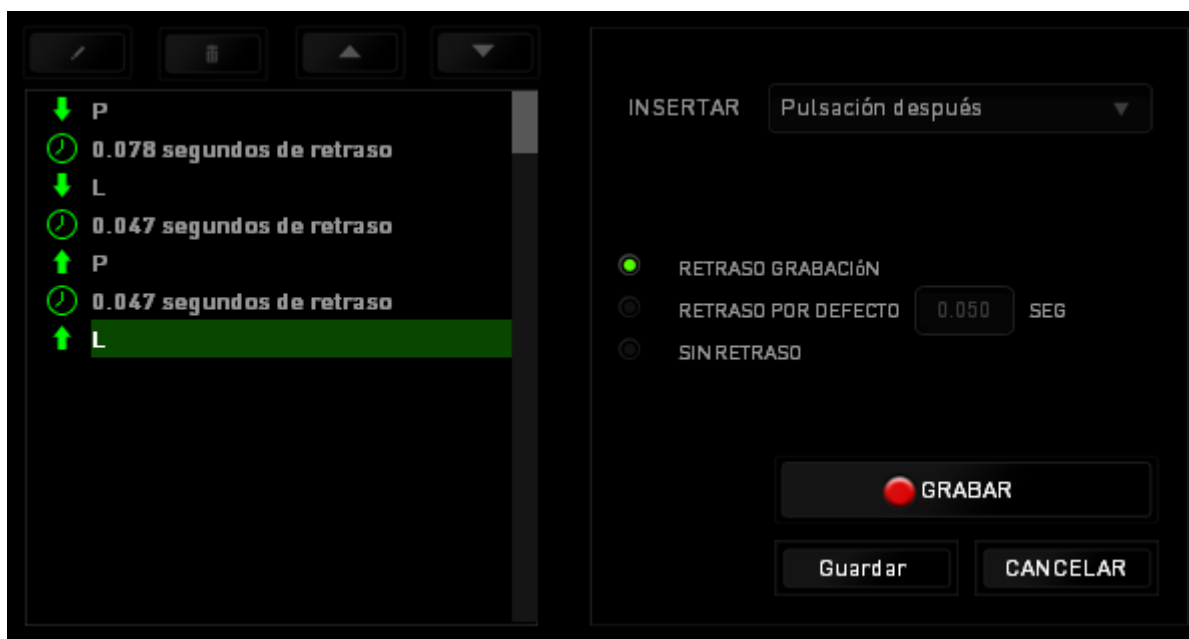 P
0.078 segundos de retraso
L
0.047 segundos de retraso
P
0.047 segundos de retraso
L
INSERTAR Pulsación después
RETRASO GRABACIóN
RETRASO POR DEFECTO 0.050 SEG
SIN RETRASO
GRABAR
Guardar CANCELAR